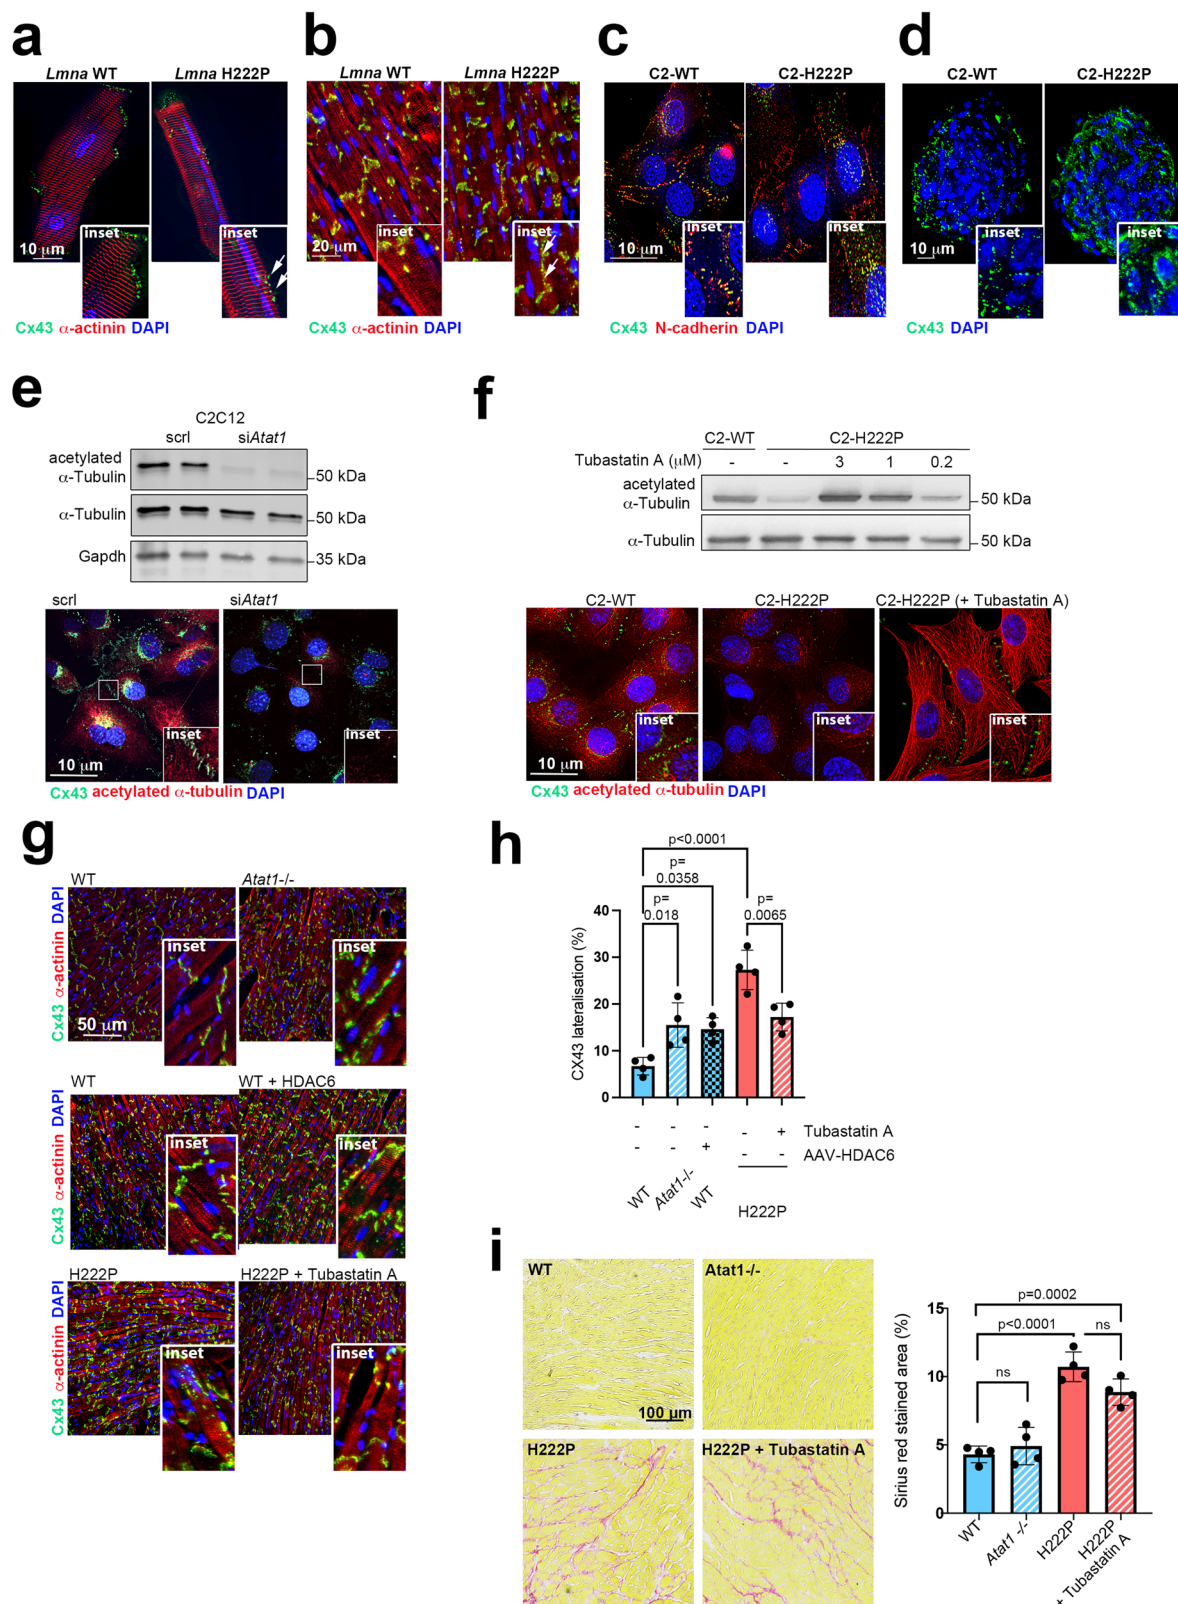 a
Lmna WT
Lmna H222P
inset
inset
10 μm
Cx43 α-actinin DAPI
b
Lmna WT
Lmna H222P
inset
inset
20 μm
Cx43 α-actinin DAPI
c
C2-WT
C2-H222P
inset
inset
10 μm
Cx43 N-cadherin DAPI
d
C2-WT
C2-H222P
inset
inset
10 μm
Cx43 DAPI
e
C2C12
scrl
siAtat1
acetylated
α-Tubulin
50 kDa
α-Tubulin
50 kDa
Gapdh
35 kDa
scrl
siAtat1
inset
inset
10 μm
Cx43 acetylated α-tubulin DAPI
f
C2-WT
C2-H222P
Tubastatin A (μM)
-
-
3
1
0.2
acetylated
α-Tubulin
50 kDa
α-Tubulin
50 kDa
C2-WT
C2-H222P
C2-H222P (+ Tubastatin A)
inset
inset
inset
10 μm
Cx43 acetylated α-tubulin DAPI
g
WT
Atat1-/-
Cx43 α-actinin DAPI
inset
inset
50 μm
WT
WT + HDAC6
Cx43 α-actinin DAPI
inset
inset
H222P
H222P + Tubastatin A
Cx43 α-actinin DAPI
inset
inset
h
p<0.0001
p=
0.0358
p=
0.018
p=
0.0065
CX43 lateralisation (%)
40
30
20
10
0
- - - - + Tubastatin A
- - + - - AAV-HDAC6
WT
Atat1-/-
WT
H222P
i
WT
Atat1-/-
100 μm
H222P
H222P + Tubastatin A
Sirius red stained area (%)
15
10
5
0
p=0.0002
p<0.0001
ns
ns
WT
Atat1 -/-
H222P
H222P
+ Tubastatin A